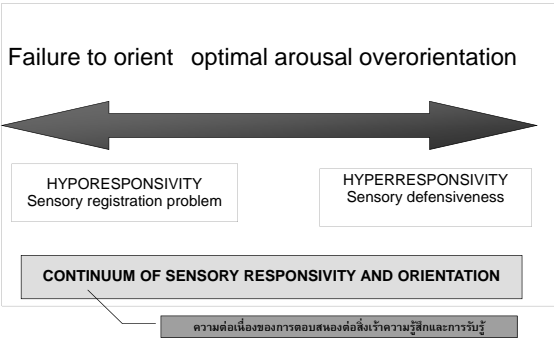 Failure to orient optimal arousal overorientation
HYPORESPONSIVITY
Sensory registration problem
HYPERRESPONSIVITY
Sensory defensiveness
CONTINUUM OF SENSORY RESPONSIVITY AND ORIENTATION
ความต่อเนื่องของการตอบสนองต่อสิ่งเร้าความรู้สึกและการรับรู้